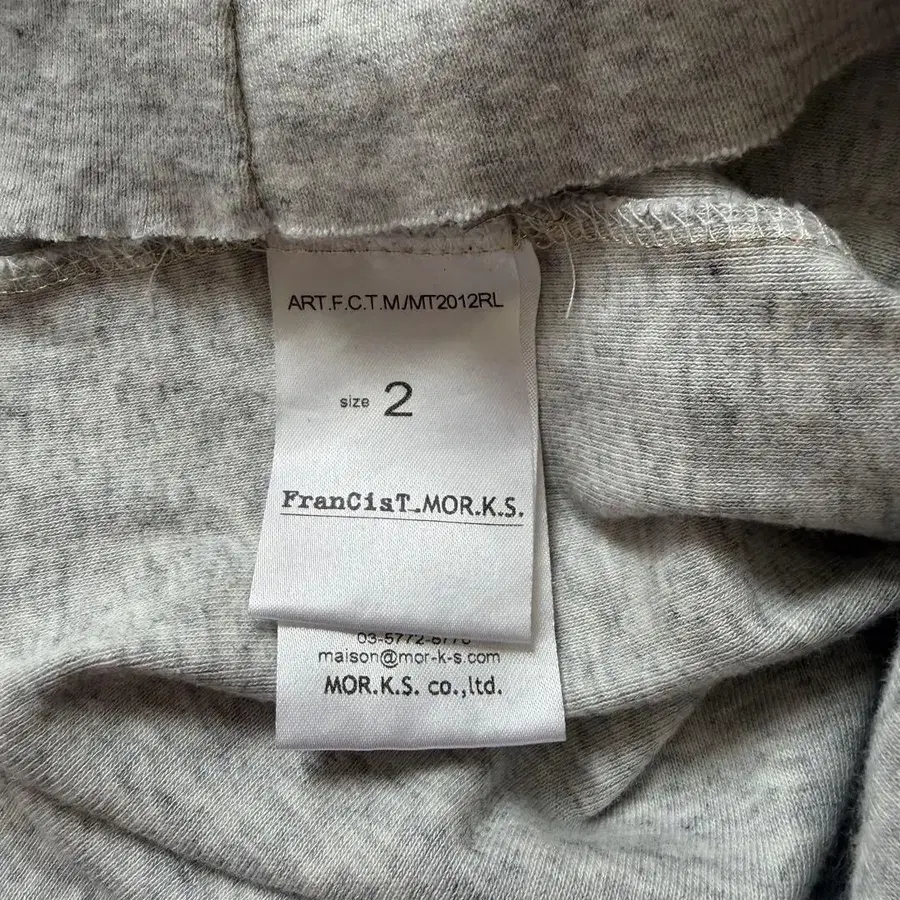 ART.F.C.T.M./MT2012RL
size 2
FranCisT_MOR.K.S.
maison@mor-k-s.com
MOR.K.S. co.,ltd.